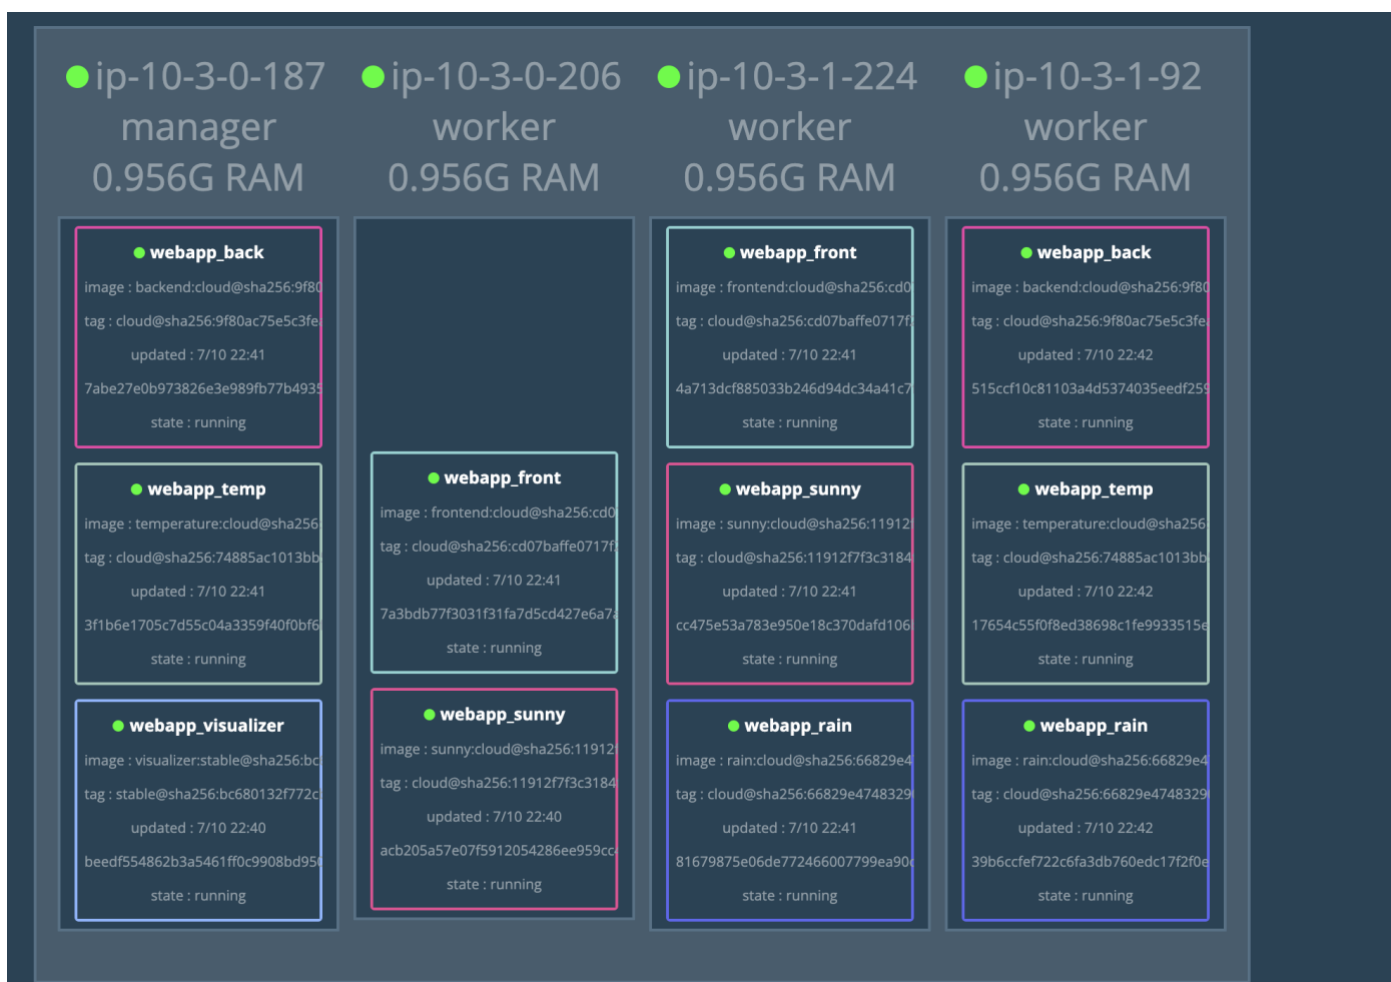 ip-10-3-0-187
manager
0.956G RAM
webapp_back
image : backend:cloud@sha256:9f80
tag : cloud@sha256:9f80ac75e5c3fe
updated : 7/10 22:41
7abe27e0b973826e3e989fb77b4935
state : running
webapp_temp
image : temperature:cloud@sha256
tag : cloud@sha256:74885ac1013bb
updated : 7/10 22:41
3f1b6e1705c7d55c04a3359f40f0bf6
state : running
webapp_visualizer
image : visualizer:stable@sha256:bc
tag : stable@sha256:bc680132f772c
updated : 7/10 22:40
beedf554862b3a5461ff0c9908bd95
state : running
ip-10-3-0-206
worker
0.956G RAM
webapp_front
image : frontend:cloud@sha256:cd0
tag : cloud@sha256:cd07baffe0717f
updated : 7/10 22:41
7a3bdb77f3031f31fa7d5cd427e6a7
state : running
webapp_sunny
image : sunny:cloud@sha256:11912
tag : cloud@sha256:11912f7f3c3184
updated : 7/10 22:40
acb205a57e07f5912054286ee959cc
state : running
ip-10-3-1-224
worker
0.956G RAM
webapp_front
image : frontend:cloud@sha256:cd0
tag : cloud@sha256:cd07baffe0717f
updated : 7/10 22:41
4a713dcf885033b246d94dc34a41c7
state : running
webapp_sunny
image : sunny:cloud@sha256:11912
tag : cloud@sha256:11912f7f3c3184
updated : 7/10 22:41
cc475e53a783e950e18c370dafd106
state : running
webapp_rain
image : rain:cloud@sha256:66829e4
tag : cloud@sha256:66829e4748329
updated : 7/10 22:41
81679875e06de772466007799ea90
state : running
ip-10-3-1-92
worker
0.956G RAM
webapp_back
image : backend:cloud@sha256:9f80
tag : cloud@sha256:9f80ac75e5c3fe
updated : 7/10 22:42
515ccf10c81103a4d5374035eedf259
state : running
webapp_temp
image : temperature:cloud@sha256
tag : cloud@sha256:74885ac1013bb
updated : 7/10 22:42
17654c55f0f8ed38698c1fe9933515e
state : running
webapp_rain
image : rain:cloud@sha256:66829e4
tag : cloud@sha256:66829e4748329
updated : 7/10 22:42
39b6ccfef722c6fa3db760edc17f2f0e
state : running